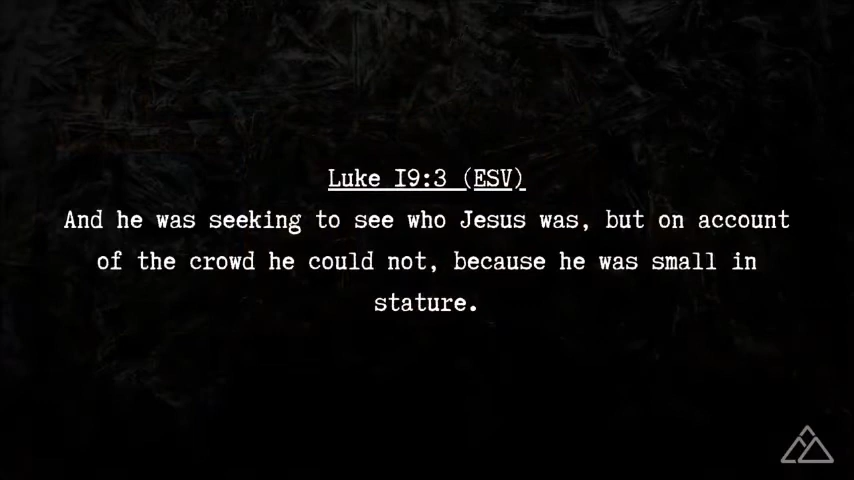 Luke 19:3 (ESV)
And he was seeking to see who Jesus was, but on account
of the crowd he could not, because he was small in
stature.